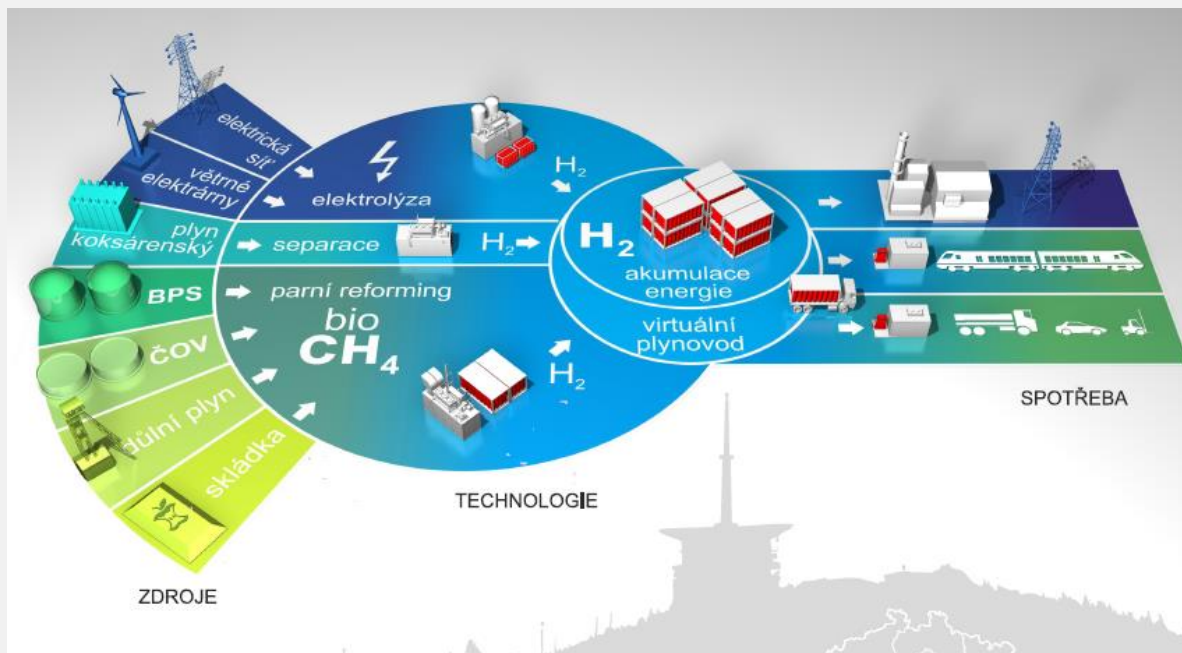 elektrická
síť
větrné
elektrárny
plyn
koksárenský
BPS
ČOV
důlní plyn
skládka
ZDROJE
elektrolýza
H₂
separace
H₂
parní reforming
bio
CH₄
H₂
TECHNOLOGIE
H₂
akumulace
energie
virtuální
plynovod
SPOTŘEBA